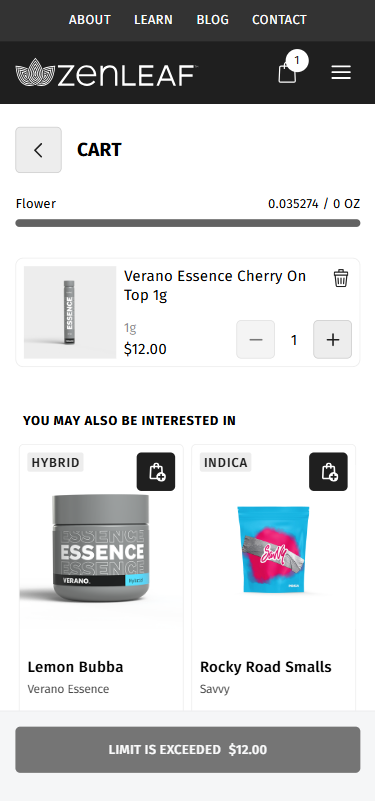 ABOUT LEARN BLOG CONTACT
ZENLEAF
1
CART
Flower 0.035274 / 0 OZ
ESSENCE
Verano Essence Cherry On
Top 1g
1g
$12.00
1
YOU MAY ALSO BE INTERESTED IN
HYBRID
ESSENCE
ESSENCE
ESSENCE
VERANO.
Hybrid
Lemon Bubba
Verano Essence
INDICA
Savvy
Rocky Road Smalls
Savvy
LIMIT IS EXCEEDED $12.00